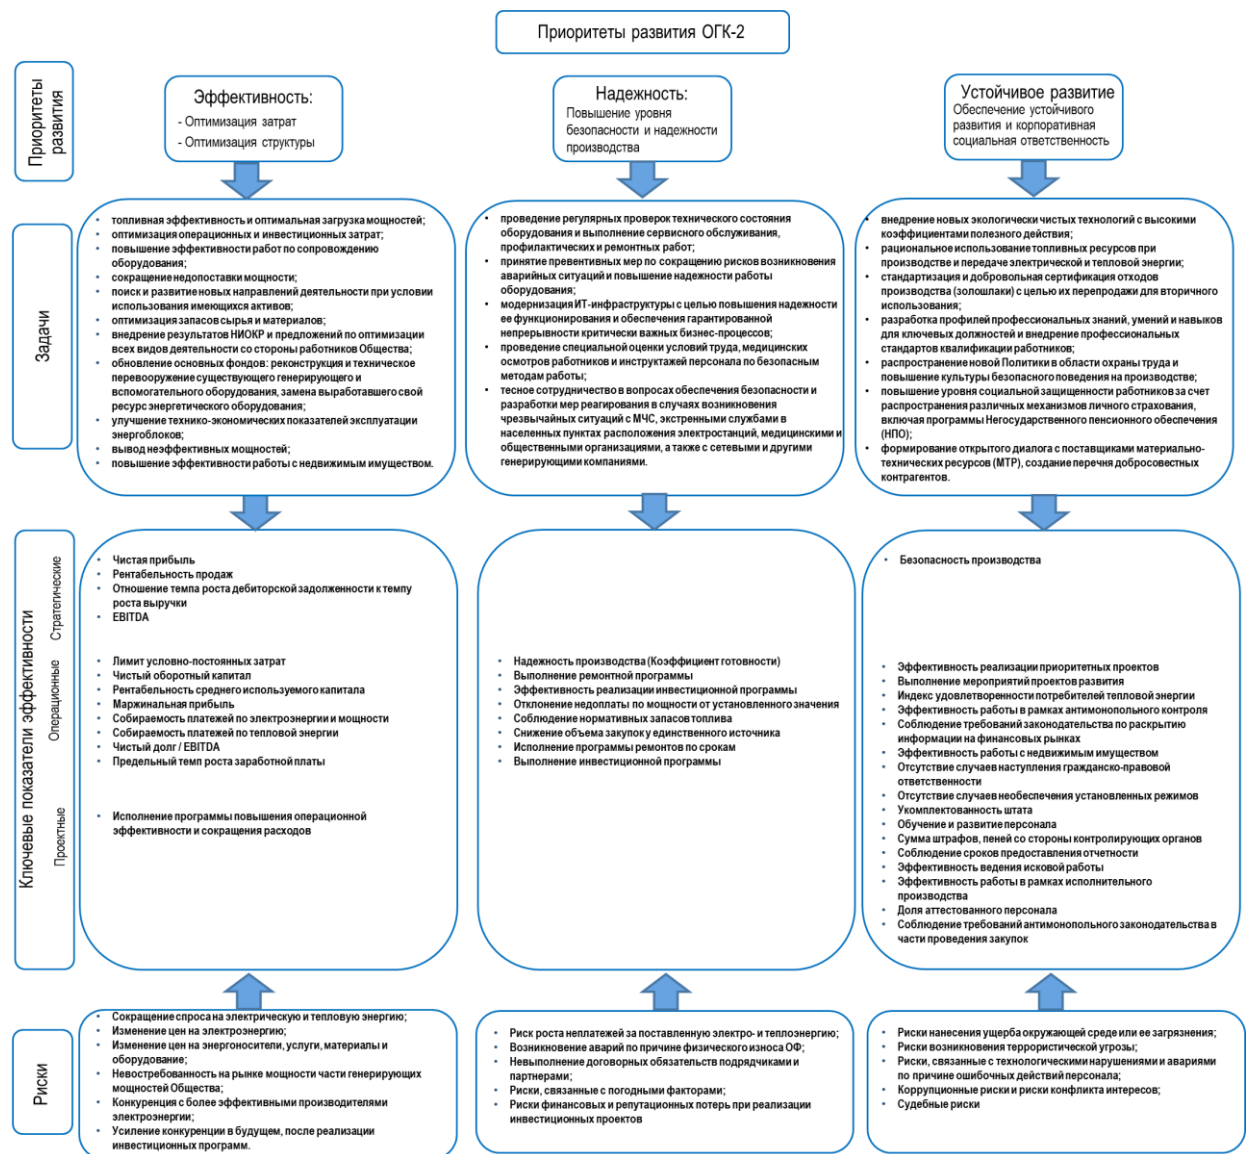 Приоритеты развития ОГК-2
Приоритеты
развития
Эффективность:
- Оптимизация затрат
- Оптимизация структуры
Надежность:
Повышение уровня
безопасности и надежности
производства
Устойчивое развитие
Обеспечение устойчивого
развития и корпоративная
социальная ответственность
Задачи
• топливная эффективность и оптимальная загрузка мощностей;
• оптимизация операционных и инвестиционных затрат;
• повышение эффективности работ по сопровождению
оборудования;
• сокращение недопоставки мощности;
• поиск и развитие новых направлений деятельности при условии
использования имеющихся активов;
• оптимизация запасов сырья и материалов;
• внедрение результатов НИОКР и предложений по оптимизации
всех видов деятельности со стороны работников Общества;
• обновление основных фондов: реконструкция и техническое
перевооружение существующего генерирующего и
вспомогательного оборудования, замена выработавшего свой
ресурс энергетического оборудования;
• улучшение технико-экономических показателей эксплуатации
энергоблоков;
• вывод неэффективных мощностей;
• повышение эффективности работы с недвижимым имуществом.
• проведение регулярных проверок технического состояния
оборудования и выполнение сервисного обслуживания,
профилактических и ремонтных работ;
• принятие превентивных мер по сокращению рисков возникновения
аварийных ситуаций и повышение надежности работы
оборудования;
• модернизация ИТ-инфраструктуры с целью повышения надежности
ее функционирования и обеспечения гарантированной
непрерывности критически важных бизнес-процессов;
• проведение специальной оценки условий труда, медицинских
осмотров работников и инструктажей персонала по безопасным
методам работы;
• тесное сотрудничество в вопросах обеспечения безопасности и
разработки мер реагирования в случаях возникновения
чрезвычайных ситуаций с МЧС, экстренными службами в
населенных пунктах расположения электростанций, медицинскими и
общественными организациями, а также с сетевыми и другими
генерирующими компаниями.
• внедрение новых экологически чистых технологий с высокими
коэффициентами полезного действия;
• рациональное использование топливных ресурсов при
производстве и передаче электрической и тепловой энергии;
• стандартизация и добровольная сертификация отходов
производства (золошлаки) с целью их перепродажи для вторичного
использования;
• разработка профилей профессиональных знаний, умений и навыков
для ключевых должностей и внедрение профессиональных
стандартов квалификации работников;
• распространение новой Политики в области охраны труда и
повышение культуры безопасного поведения на производстве;
• повышение уровня социальной защищенности работников за счет
распространения различных механизмов личного страхования,
включая программы Негосударственного пенсионного обеспечения
(НПО);
• формирование открытого диалога с поставщиками материально-
технических ресурсов (МТР), создание перечня добросовестных
контрагентов.
Ключевые показатели эффективности
Стратегические
Операционные
Проектные
• Чистая прибыль
• Рентабельность продаж
• Отношение темпа роста дебиторской задолженности к темпу
роста выручки
• EBITDA
• Лимит условно-постоянных затрат
• Чистый оборотный капитал
• Рентабельность среднего используемого капитала
• Маржинальная прибыль
• Собираемость платежей по электроэнергии и мощности
• Собираемость платежей по тепловой энергии
• Чистый долг / EBITDA
• Предельный темп роста заработной платы
• Исполнение программы повышения операционной
эффективности и сокращения расходов
• Надежность производства (Коэффициент готовности)
• Выполнение ремонтной программы
• Эффективность реализации инвестиционной программы
• Отклонение недоплаты по мощности от установленного значения
• Соблюдение нормативных запасов топлива
• Снижение объема закупок у единственного источника
• Исполнение программы ремонтов по срокам
• Выполнение инвестиционной программы
• Безопасность производства
• Эффективность реализации приоритетных проектов
• Выполнение мероприятий проектов развития
• Индекс удовлетворенности потребителей тепловой энергии
• Эффективность работы в рамках антимонопольного контроля
• Соблюдение требований законодательства по раскрытию
информации на финансовых рынках
• Эффективность работы с недвижимым имуществом
• Отсутствие случаев наступления гражданско-правовой
ответственности
• Отсутствие случаев необеспечения установленных режимов
• Укомплектованность штата
• Обучение и развитие персонала
• Сумма штрафов, пеней со стороны контролирующих органов
• Соблюдение сроков предоставления отчетности
• Эффективность ведения исковой работы
• Эффективность работы в рамках исполнительного
производства
• Доля аттестованного персонала
• Соблюдение требований антимонопольного законодательства в
части проведения закупок
Риски
• Сокращение спроса на электрическую и тепловую энергию;
• Изменение цен на электроэнергию;
• Изменение цен на энергоносители, услуги, материалы и
оборудование;
• Невостребованность на рынке мощности части генерирующих
мощностей Общества;
• Конкуренция с более эффективными производителями
электроэнергии;
• Усиление конкуренции в будущем, после реализации
инвестиционных программ.
• Риск роста неплатежей за поставленную электро- и теплоэнергию;
• Возникновение аварий по причине физического износа ОФ;
• Невыполнение договорных обязательств подрядчиками и
партнерами;
• Риски, связанные с погодными факторами;
• Риски финансовых и репутационных потерь при реализации
инвестиционных проектов
• Риски нанесения ущерба окружающей среде или ее загрязнения;
• Риски возникновения террористической угрозы;
• Риски, связанные с технологическими нарушениями и авариями
по причине ошибочных действий персонала;
• Коррупционные риски и риски конфликта интересов;
• Судебные риски